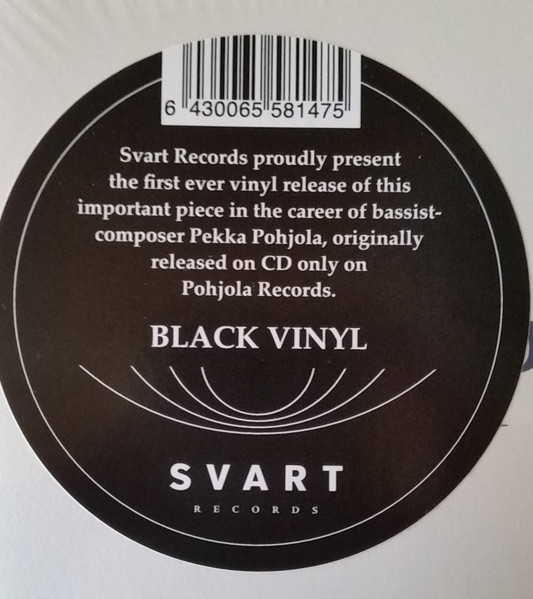 6 430065 581475
Svart Records proudly present
the first ever vinyl release of this
important piece in the career of bassist-
composer Pekka Pohjola, originally
released on CD only on
Pohjola Records.
BLACK VINYL
SVART
RECORDS